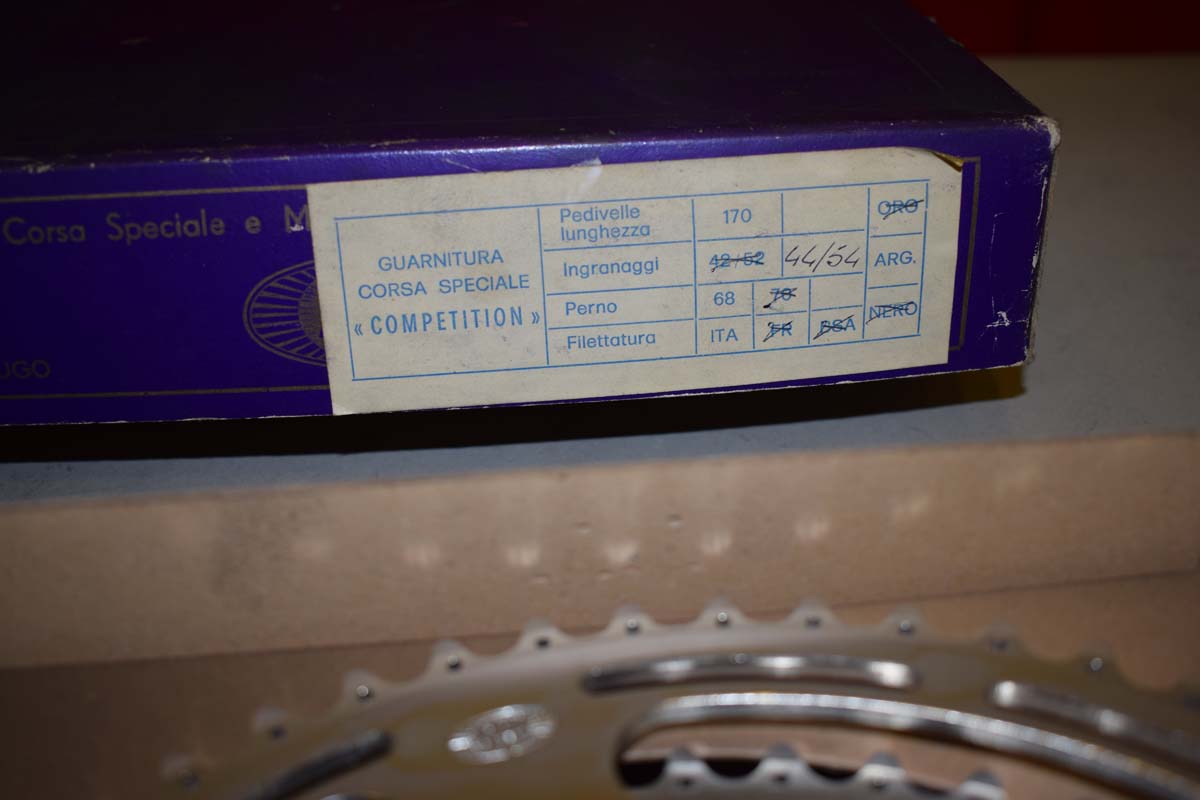 Corsa Speciale e M
UGO
GUARNITURA
CORSA SPECIALE
« COMPETITION »
Pedivelle lunghezza 170 ORO
Ingranaggi 42/52 44/54 ARG.
Perno 68 70 NERO
Filettatura ITA FR BSA